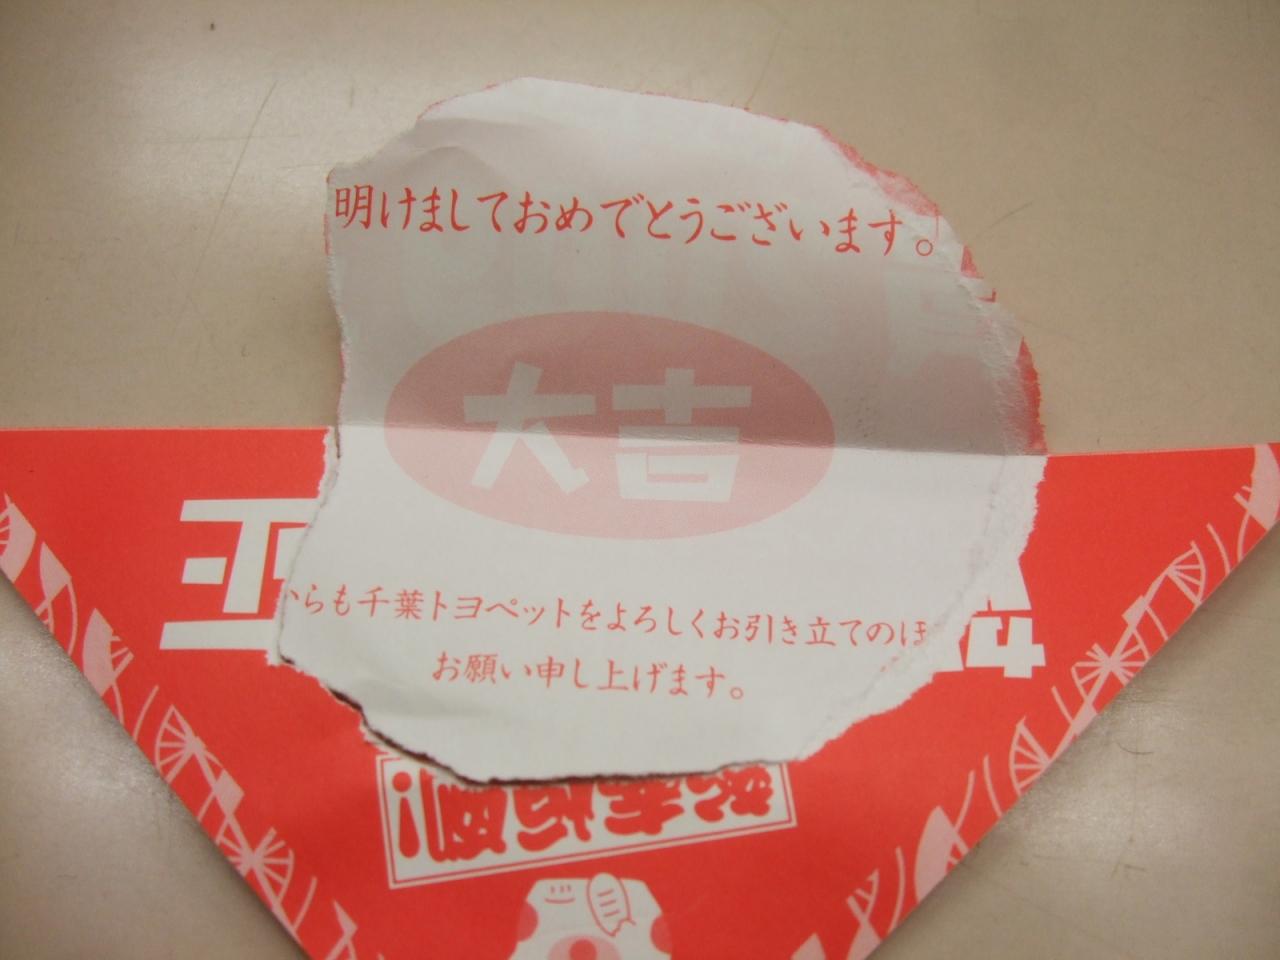 明けましておめでとうございます。
大吉
からも千葉トヨペットをよろしくお引き立てのほ
お願い申し上げます。